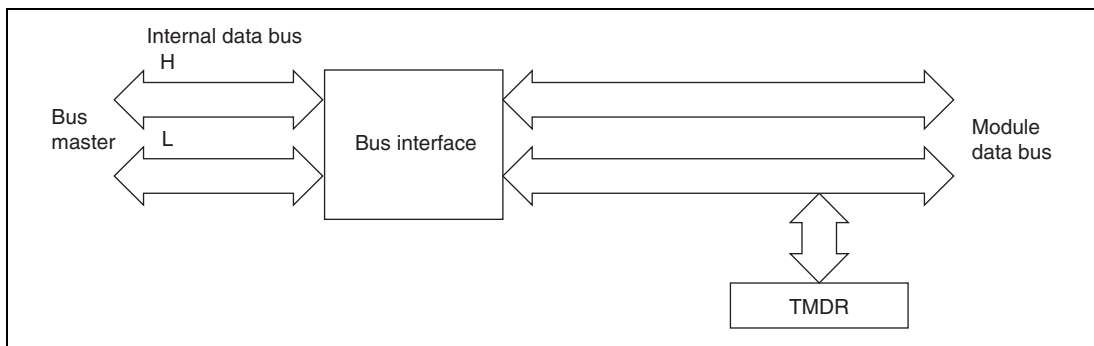 Internal data bus
H
Bus
master
L
Bus interface
Module
data bus
TMDR